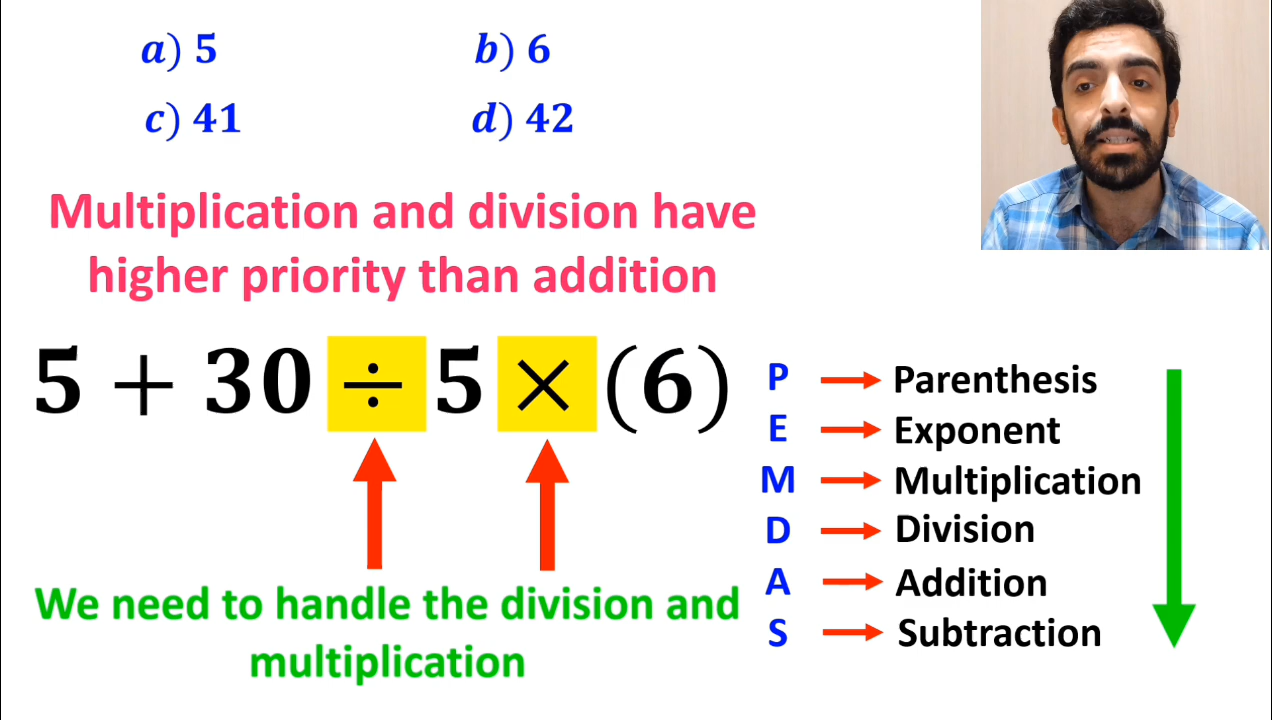 a) 5 b) 6
c) 41 d) 42
Multiplication and division have
higher priority than addition
5 + 30 ÷ 5 × (6)
P → Parenthesis
E → Exponent
M → Multiplication
D → Division
A → Addition
S → Subtraction
We need to handle the division and
multiplication